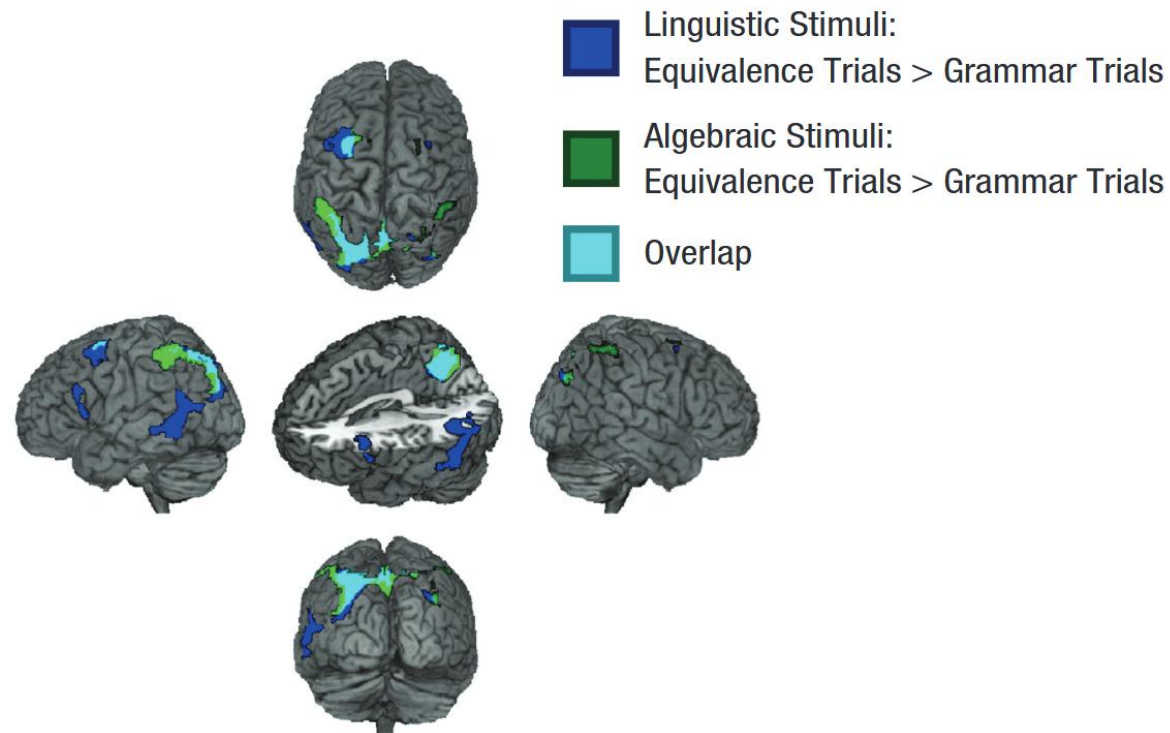 Linguistic Stimuli:
Equivalence Trials > Grammar Trials
Algebraic Stimuli:
Equivalence Trials > Grammar Trials
Overlap